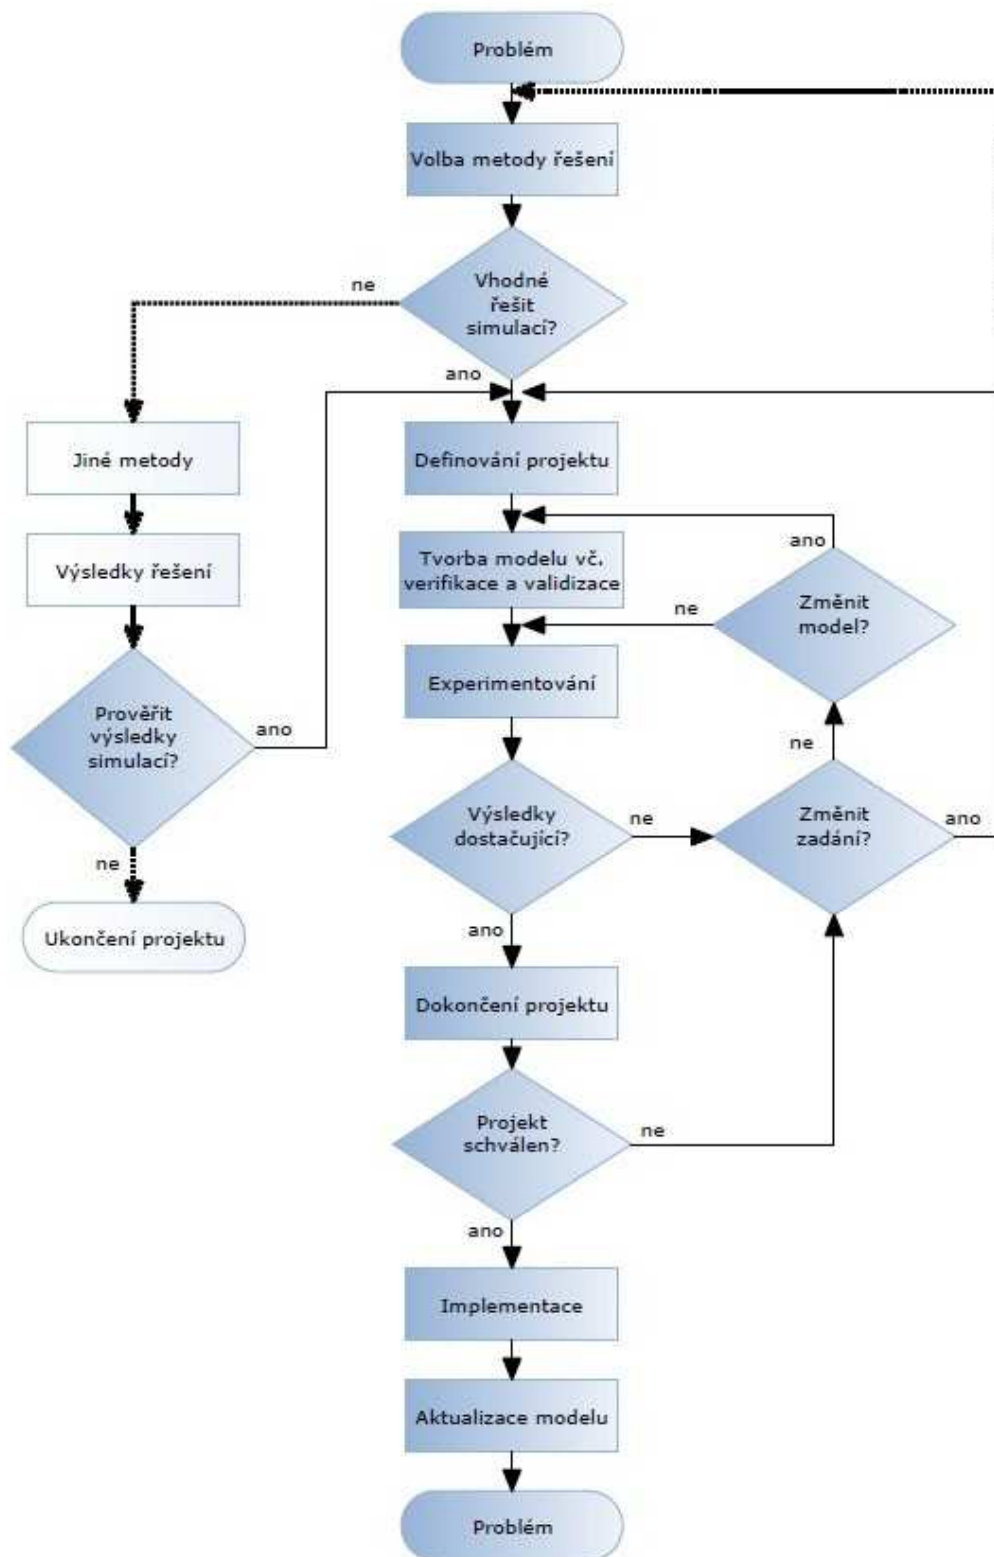 Problém
Volba metody řešení
ne
Vhodné
řešit
simulací?
ano
Jiné metody
Definování projektu
Výsledky řešení
Tvorba modelu vč.
verifikace a validizace
ano
ne
Změnit
model?
Experimentování
Prověřit
výsledky
simulací?
ano
ne
Výsledky
dostačující?
ne
Změnit
zadání?
ano
ne
Ukončení projektu
ano
Dokončení projektu
Projekt
schválen?
ne
ano
Implementace
Aktualizace modelu
Problém